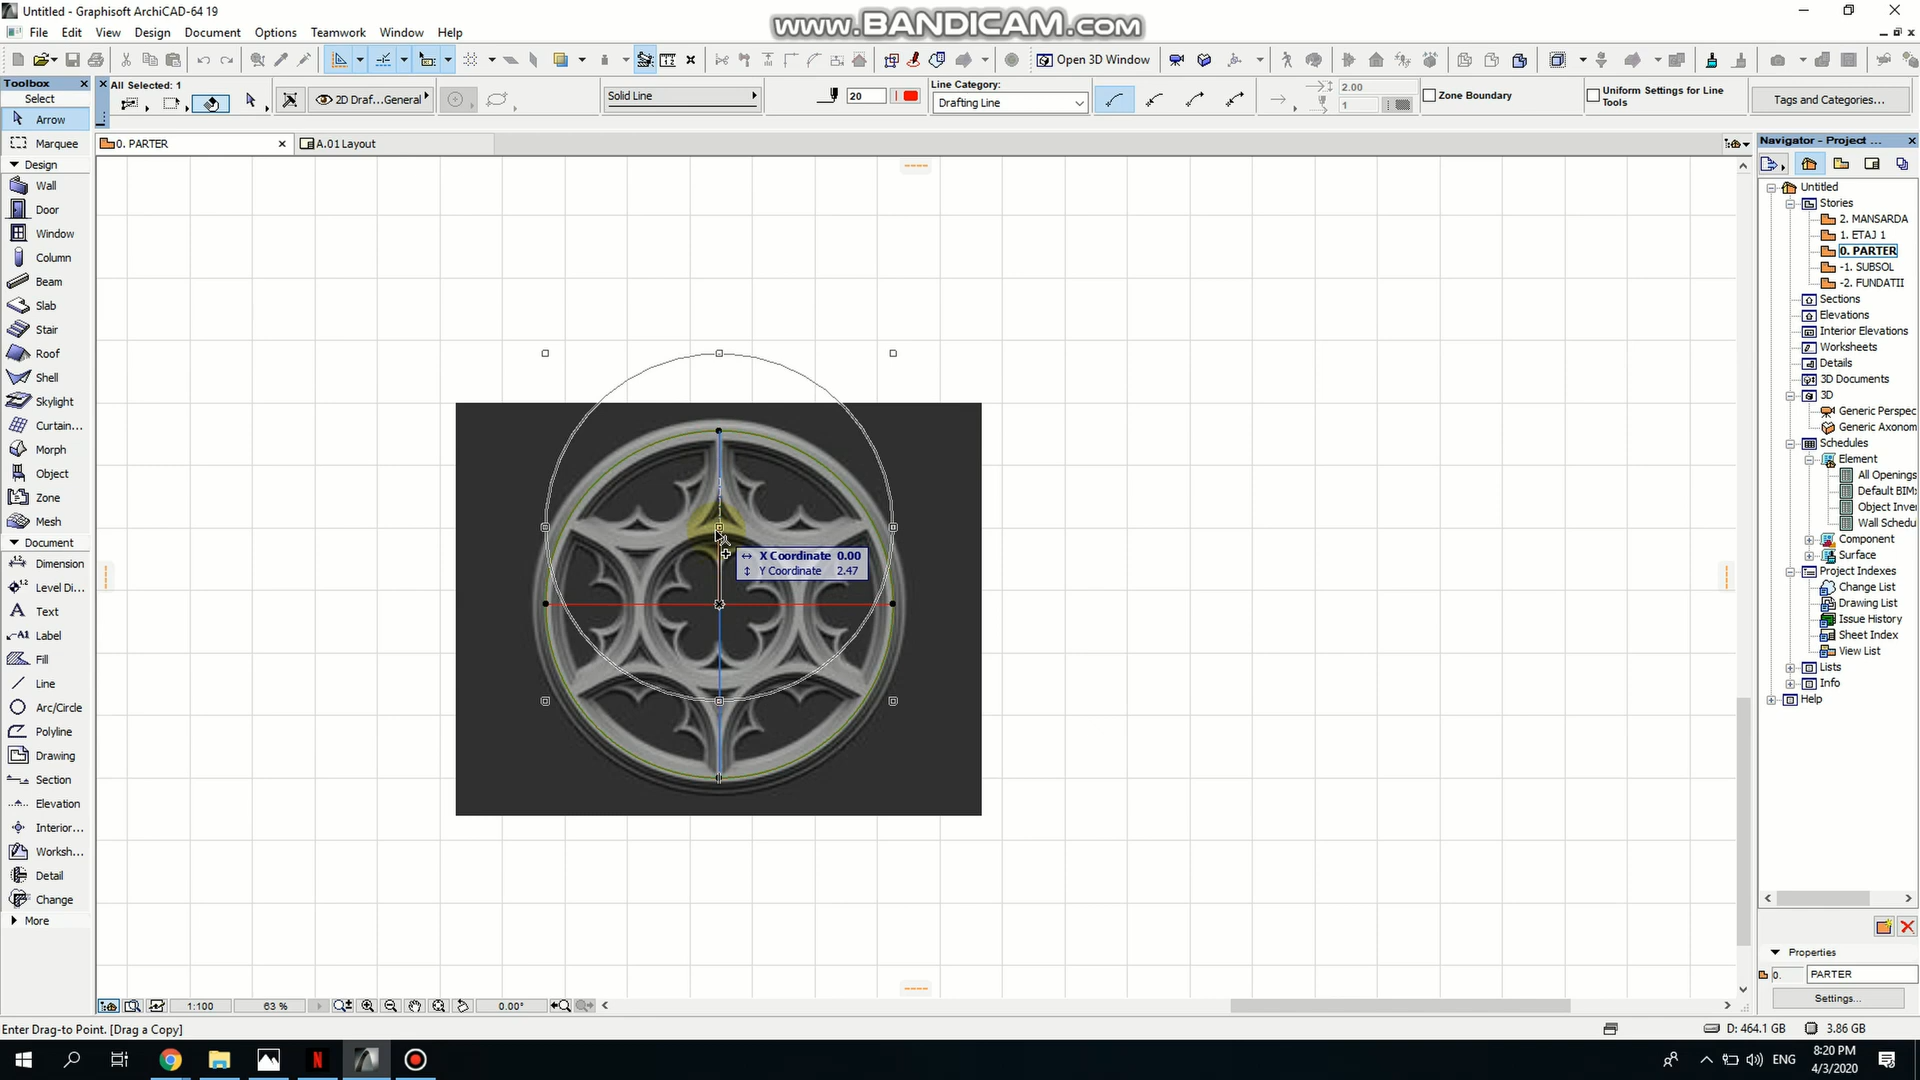 Untitled - Graphisoft ArchiCAD-64 19
www.BANDICAM.com
File Edit View Design Document Options Teamwork Window Help
Open 3D Window
Toolbox
Select
Arrow
Marquee
Design
Wall
Door
Window
Column
Beam
Slab
Stair
Roof
Shell
Skylight
Curtain...
Morph
Object
Zone
Mesh
Document
Dimension
Level Di...
Text
Label
Fill
Line
Arc/Circle
Polyline
Drawing
Section
Elevation
Interior...
Worksh...
Detail
Change
More
All Selected: 1
2D Draf...General
Solid Line
20
Line Category:
Drafting Line
2.00
1
Zone Boundary
Uniform Settings for Line Tools
Tags and Categories...
0. PARTER
A.01 Layout
X Coordinate 0.00
Y Coordinate 2.47
Navigator - Project ...
Untitled
Stories
2. MANSARDA
1. ETAJ 1
0. PARTER
-1. SUBSOL
-2. FUNDATII
Sections
Elevations
Interior Elevations
Worksheets
Details
3D Documents
3D
Generic Perspec
Generic Axonom
Schedules
Element
All Openings
Default BIMx
Object Inver
Wall Schedu
Component
Surface
Project Indexes
Change List
Drawing List
Issue History
Sheet Index
View List
Lists
Info
Help
Properties
0. PARTER
Settings...
1:100
63 %
0.00°
Enter Drag-to Point. [Drag a Copy]
D: 464.1 GB
3.86 GB
ENG
8:20 PM
4/3/2020